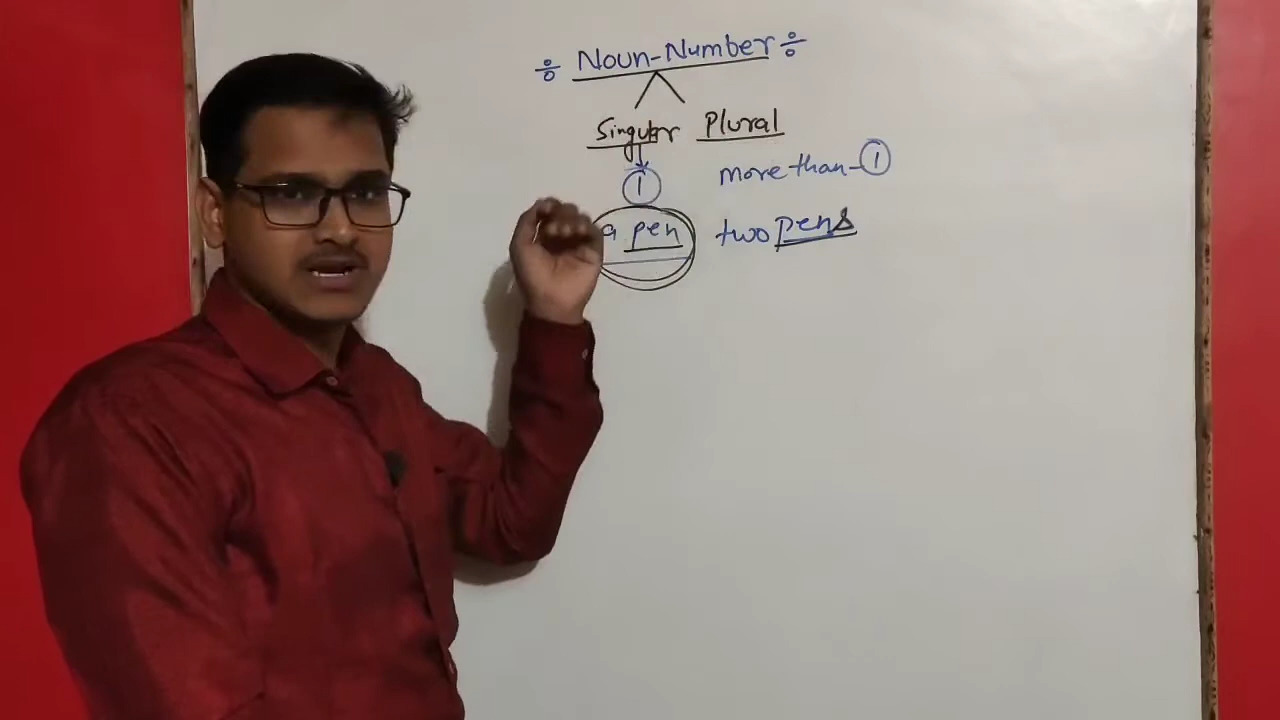 ÷ Noun-Number ÷
Singular Plural
① more than-①
a pen two pens